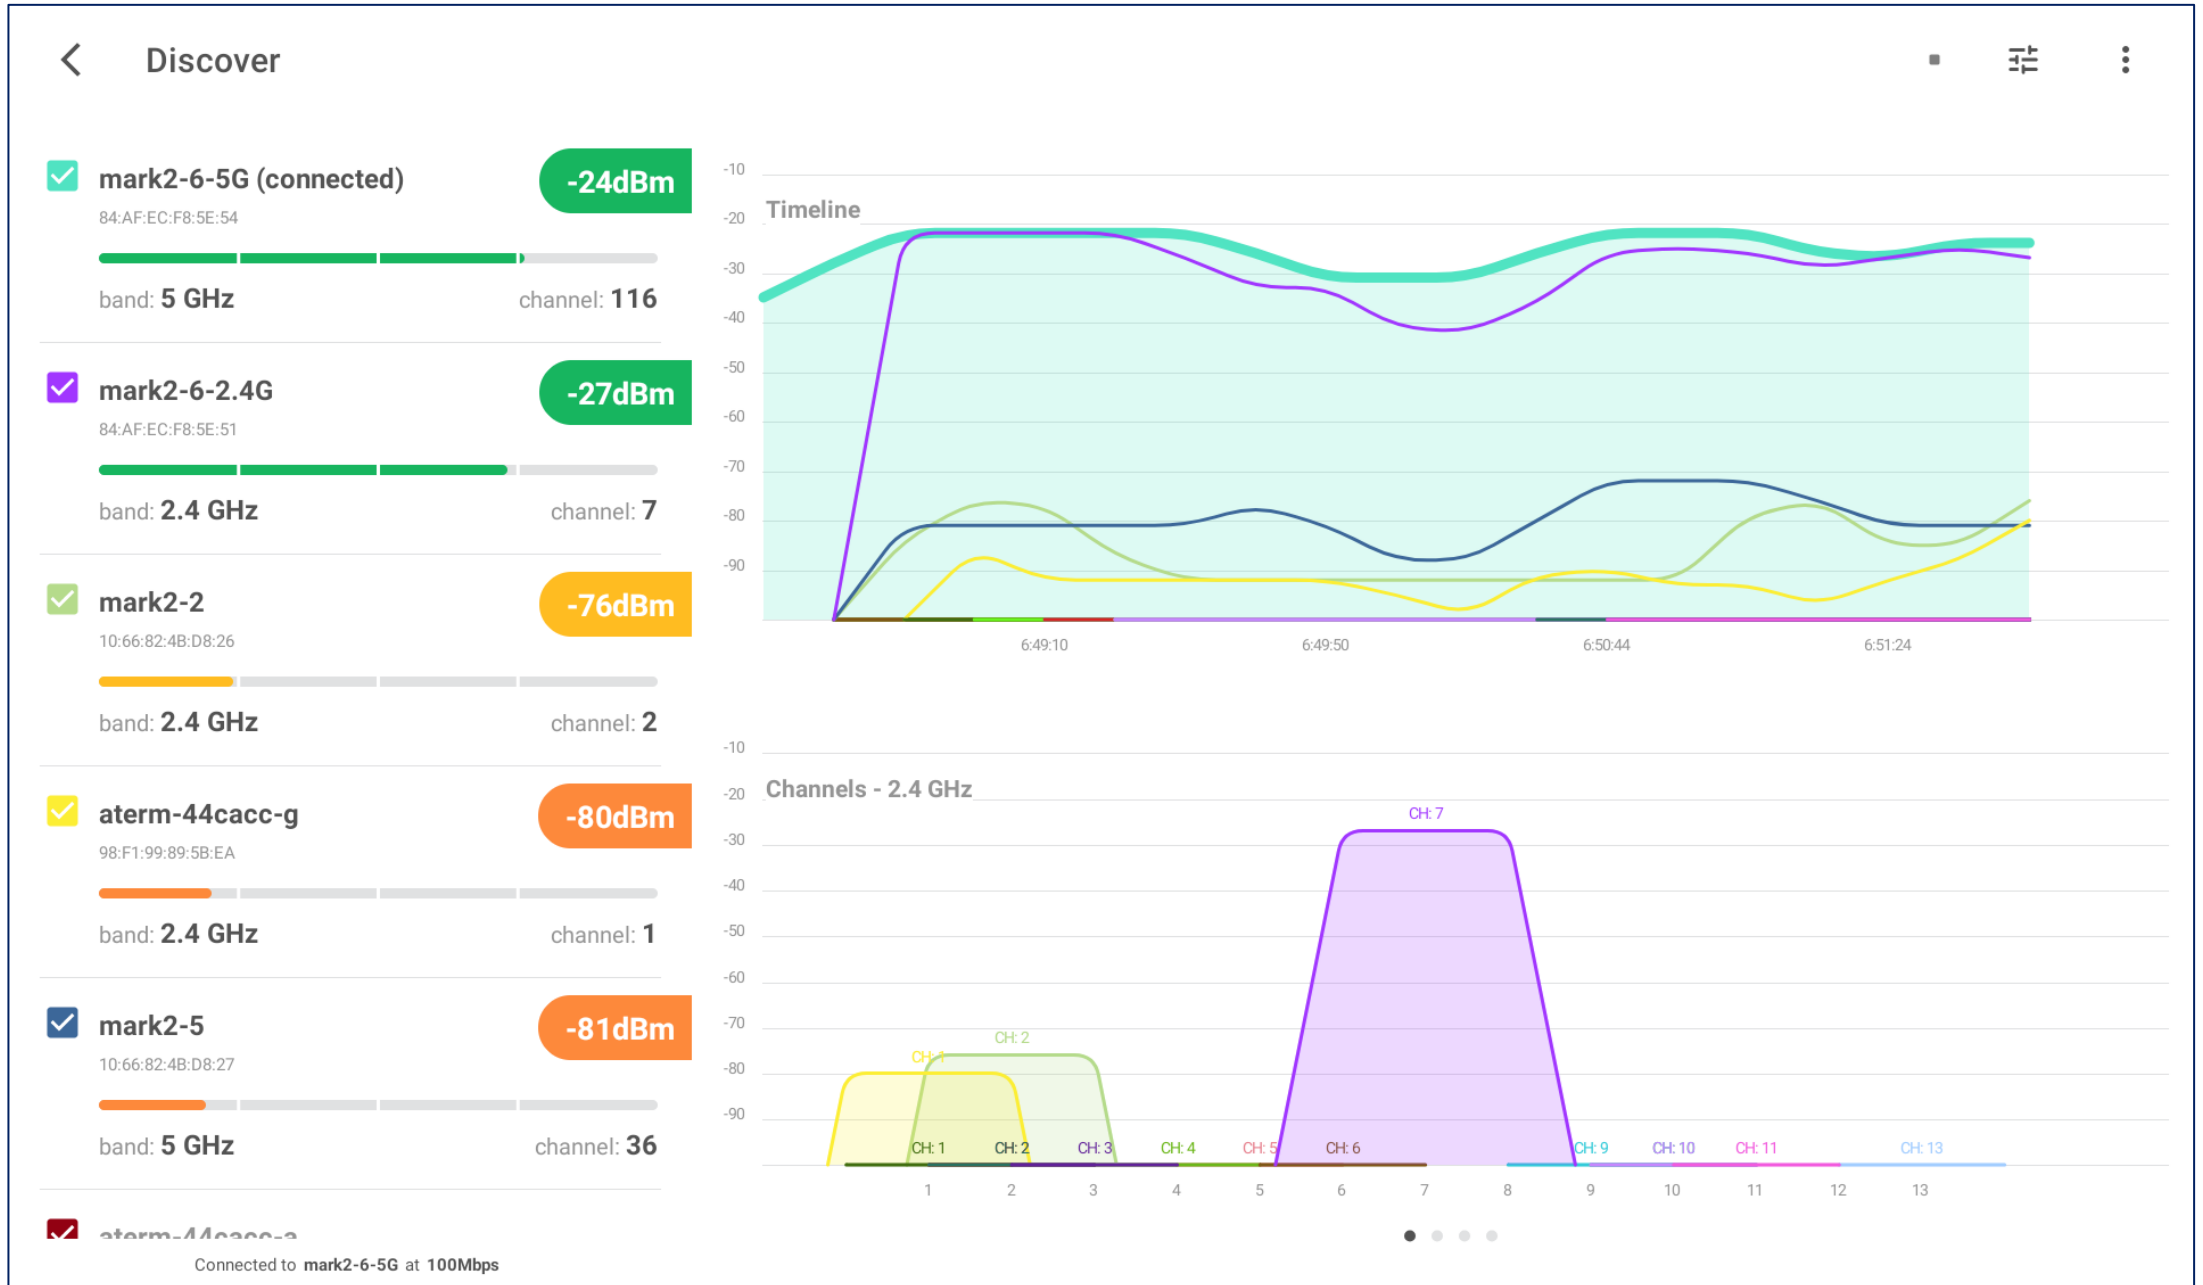 Discover
mark2-6-5G (connected)
-24dBm
84:AF:EC:F8:5E:54
band: 5 GHz
channel: 116
mark2-6-2.4G
-27dBm
84:AF:EC:F8:5E:51
band: 2.4 GHz
channel: 7
mark2-2
-76dBm
10:66:82:4B:D8:26
band: 2.4 GHz
channel: 2
aterm-44cacc-g
-80dBm
98:F1:99:89:5B:EA
band: 2.4 GHz
channel: 1
mark2-5
-81dBm
10:66:82:4B:D8:27
band: 5 GHz
channel: 36
aterm-44cacc-a
Connected to mark2-6-5G at 100Mbps
-10
Timeline
-20
-30
-40
-50
-60
-70
-80
-90
6:49:10 6:49:50 6:50:44 6:51:24
-10
Channels - 2.4 GHz
-20
CH: 7
-30
-40
-50
-60
-70
CH: 2
CH: 1
-80
-90
CH: 1 CH: 2 CH: 3 CH: 4 CH: 5 CH: 6 CH: 9 CH: 10 CH: 11 CH: 13
1 2 3 4 5 6 7 8 9 10 11 12 13